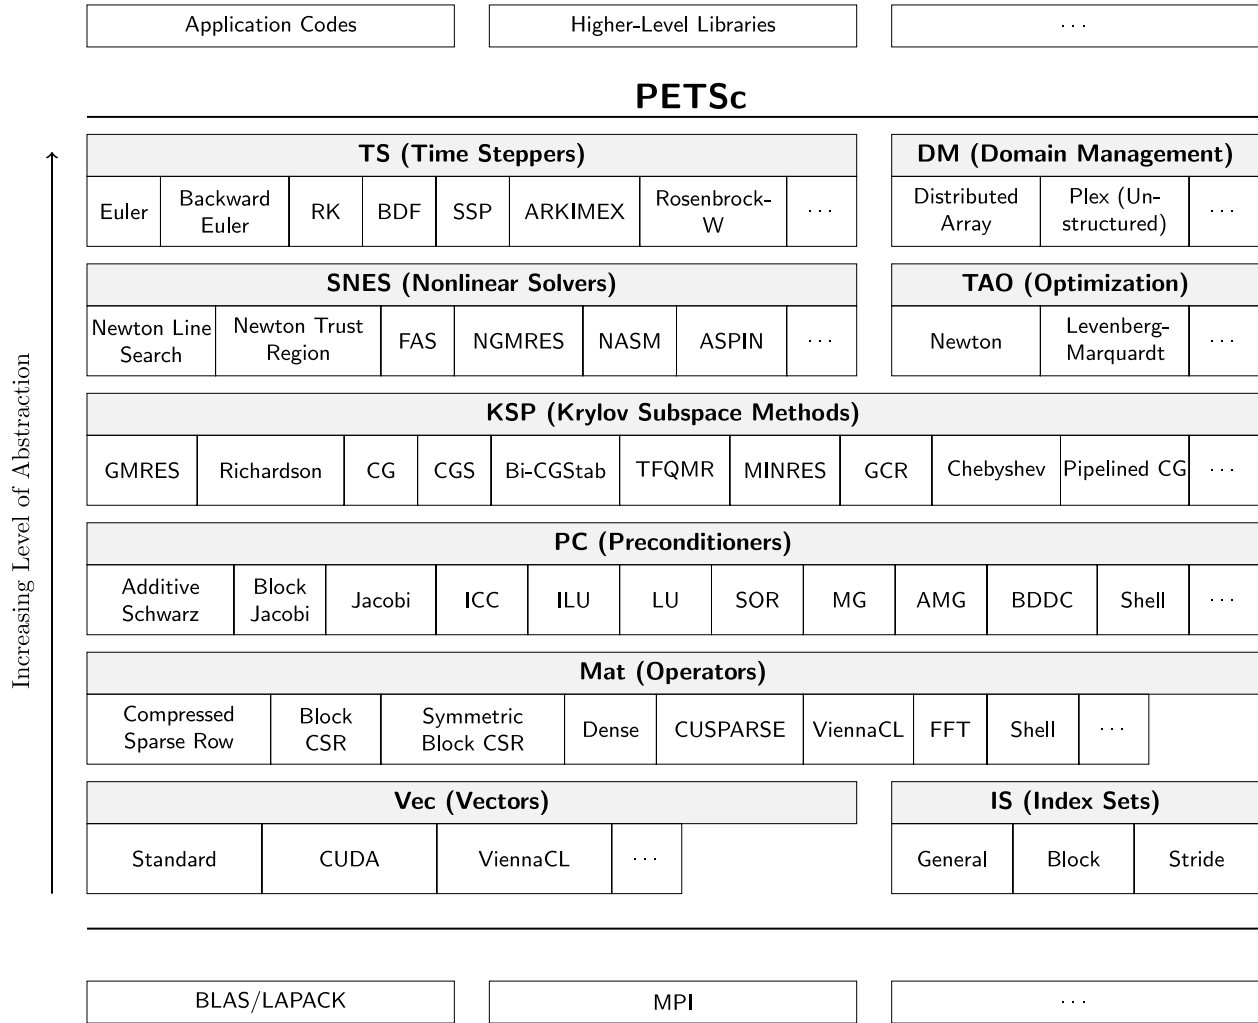 Application Codes
Higher-Level Libraries
···
PETSc
Increasing Level of Abstraction
TS (Time Steppers)
Euler
Backward
Euler
RK
BDF
SSP
ARKIMEX
Rosenbrock-
W
···
DM (Domain Management)
Distributed
Array
Plex (Un-
structured)
···
SNES (Nonlinear Solvers)
Newton Line
Search
Newton Trust
Region
FAS
NGMRES
NASM
ASPIN
···
TAO (Optimization)
Newton
Levenberg-
Marquardt
···
KSP (Krylov Subspace Methods)
GMRES
Richardson
CG
CGS
Bi-CGStab
TFQMR
MINRES
GCR
Chebyshev
Pipelined CG
···
PC (Preconditioners)
Additive
Schwarz
Block
Jacobi
Jacobi
ICC
ILU
LU
SOR
MG
AMG
BDDC
Shell
···
Mat (Operators)
Compressed
Sparse Row
Block
CSR
Symmetric
Block CSR
Dense
CUSPARSE
ViennaCL
FFT
Shell
···
Vec (Vectors)
Standard
CUDA
ViennaCL
···
IS (Index Sets)
General
Block
Stride
BLAS/LAPACK
MPI
···